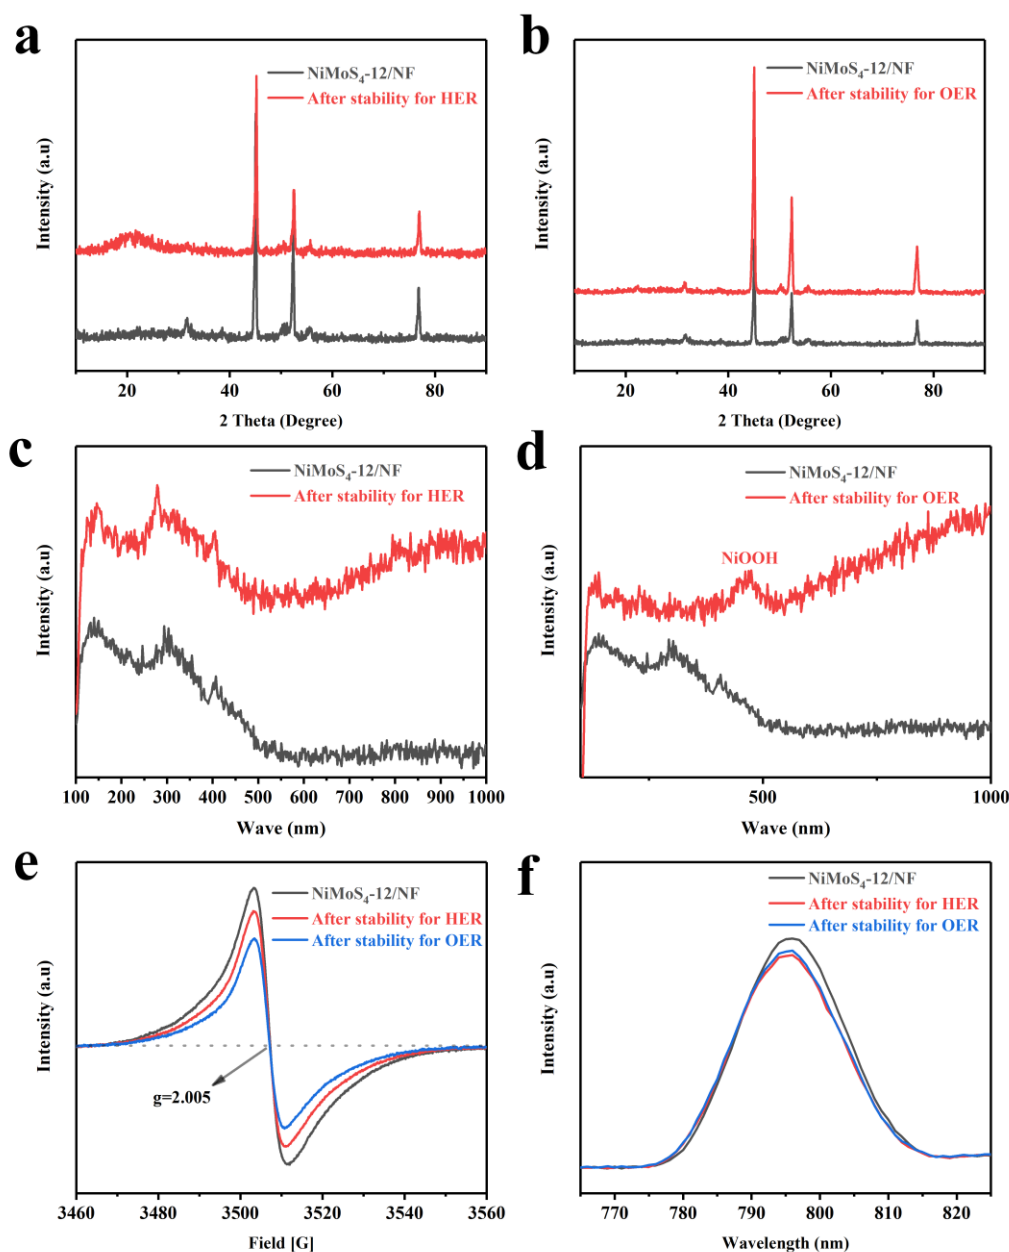 a
NiMoS₄-12/NF
After stability for HER
Intensity (a.u)
20 40 60 80
2 Theta (Degree)
b
NiMoS₄-12/NF
After stability for OER
Intensity (a.u)
20 40 60 80
2 Theta (Degree)
c
NiMoS₄-12/NF
After stability for HER
Intensity (a.u)
100 200 300 400 500 600 700 800 900 1000
Wave (nm)
d
NiMoS₄-12/NF
After stability for OER
NiOOH
Intensity (a.u)
500 1000
Wave (nm)
e
NiMoS₄-12/NF
After stability for HER
After stability for OER
Intensity (a.u)
g=2.005
3460 3480 3500 3520 3540 3560
Field [G]
f
NiMoS₄-12/NF
After stability for HER
After stability for OER
Intensity (a.u)
770 780 790 800 810 820
Wavelength (nm)